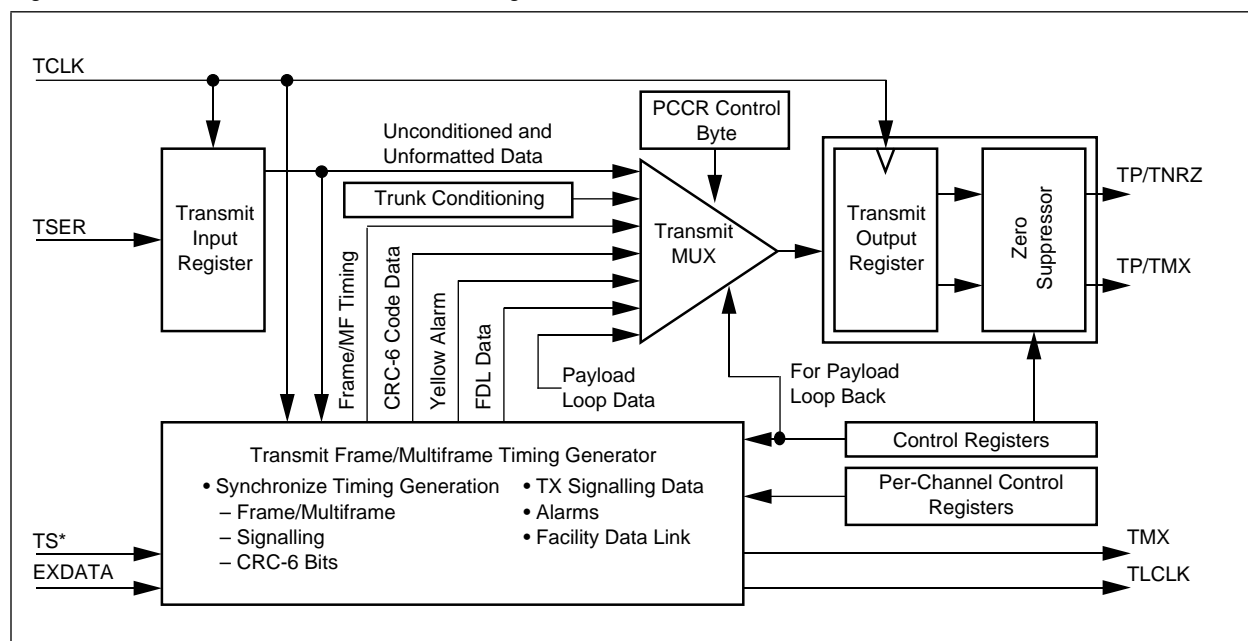 TCLK
PCCR Control
Byte
Unconditioned and
Unformatted Data
TP/TNRZ
Trunk Conditioning
Transmit
Input
Register
TSER
Transmit
MUX
Transmit
Output
Register
Zero
Suppressor
TP/TMX
Frame/MF Timing
CRC-6 Code Data
Yellow Alarm
FDL Data
Payload
Loop Data
For Payload
Loop Back
Control Registers
Transmit Frame/Multiframe Timing Generator
• Synchronize Timing Generation
– Frame/Multiframe
– Signalling
– CRC-6 Bits
• TX Signalling Data
• Alarms
• Facility Data Link
Per-Channel Control
Registers
TS*
EXDATA
TMX
TLCLK